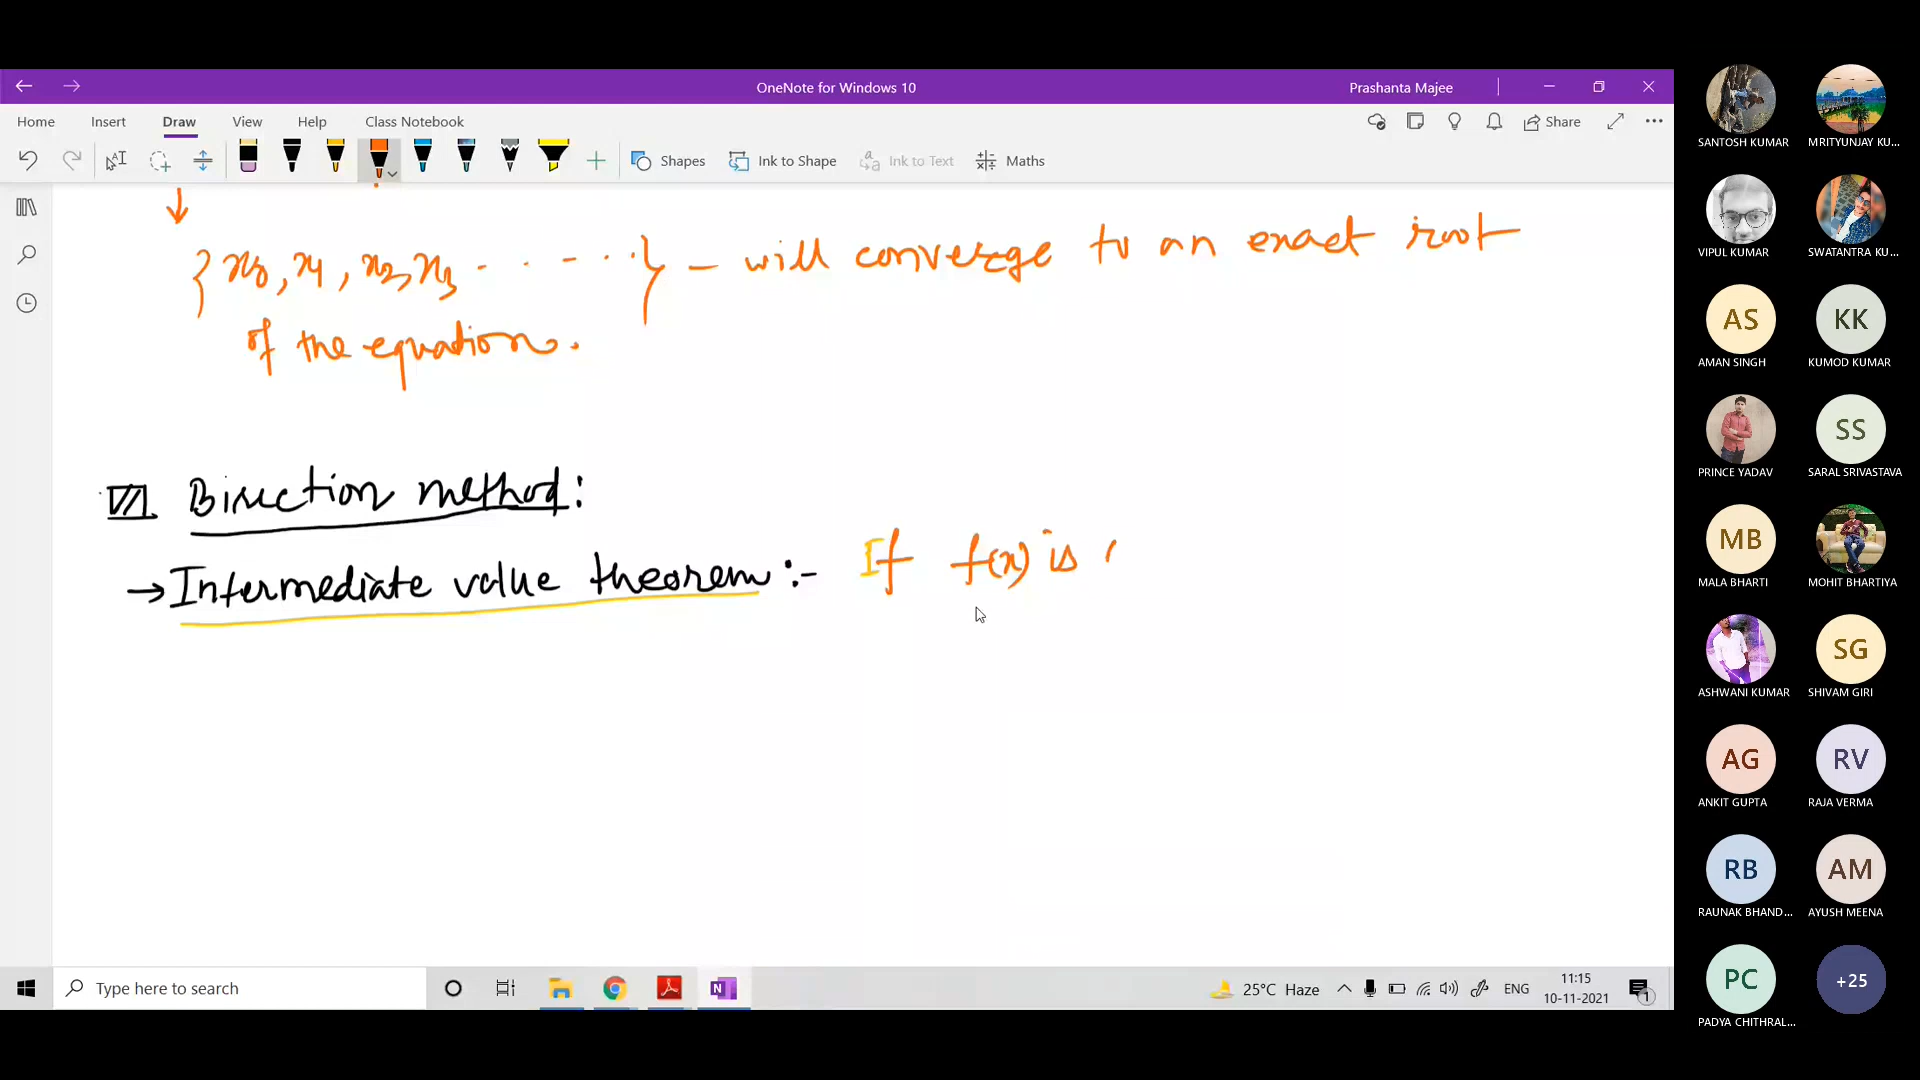 OneNote for Windows 10
Prashanta Majee
Home Insert Draw View Help Class Notebook
Share
Shapes Ink to Shape Ink to Text Maths
{x0, x1, x2, x3 - . . - . . .} - will converge to an exact root
of the equation.
Bisection method:
→ Intermediate value theorem :- If f(x) is (
SANTOSH KUMAR
MRITYUNJAY KU...
VIPUL KUMAR
SWATANTRA KU...
AS
AMAN SINGH
KK
KUMOD KUMAR
PRINCE YADAV
SS
SARAL SRIVASTAVA
MB
MALA BHARTI
MOHIT BHARTIYA
ASHWANI KUMAR
SG
SHIVAM GIRI
AG
ANKIT GUPTA
RV
RAJA VERMA
RB
RAUNAK BHAND...
AM
AYUSH MEENA
PC
PADYA CHITHRAL...
+25
Type here to search
25°C Haze
ENG
11:15
10-11-2021
1